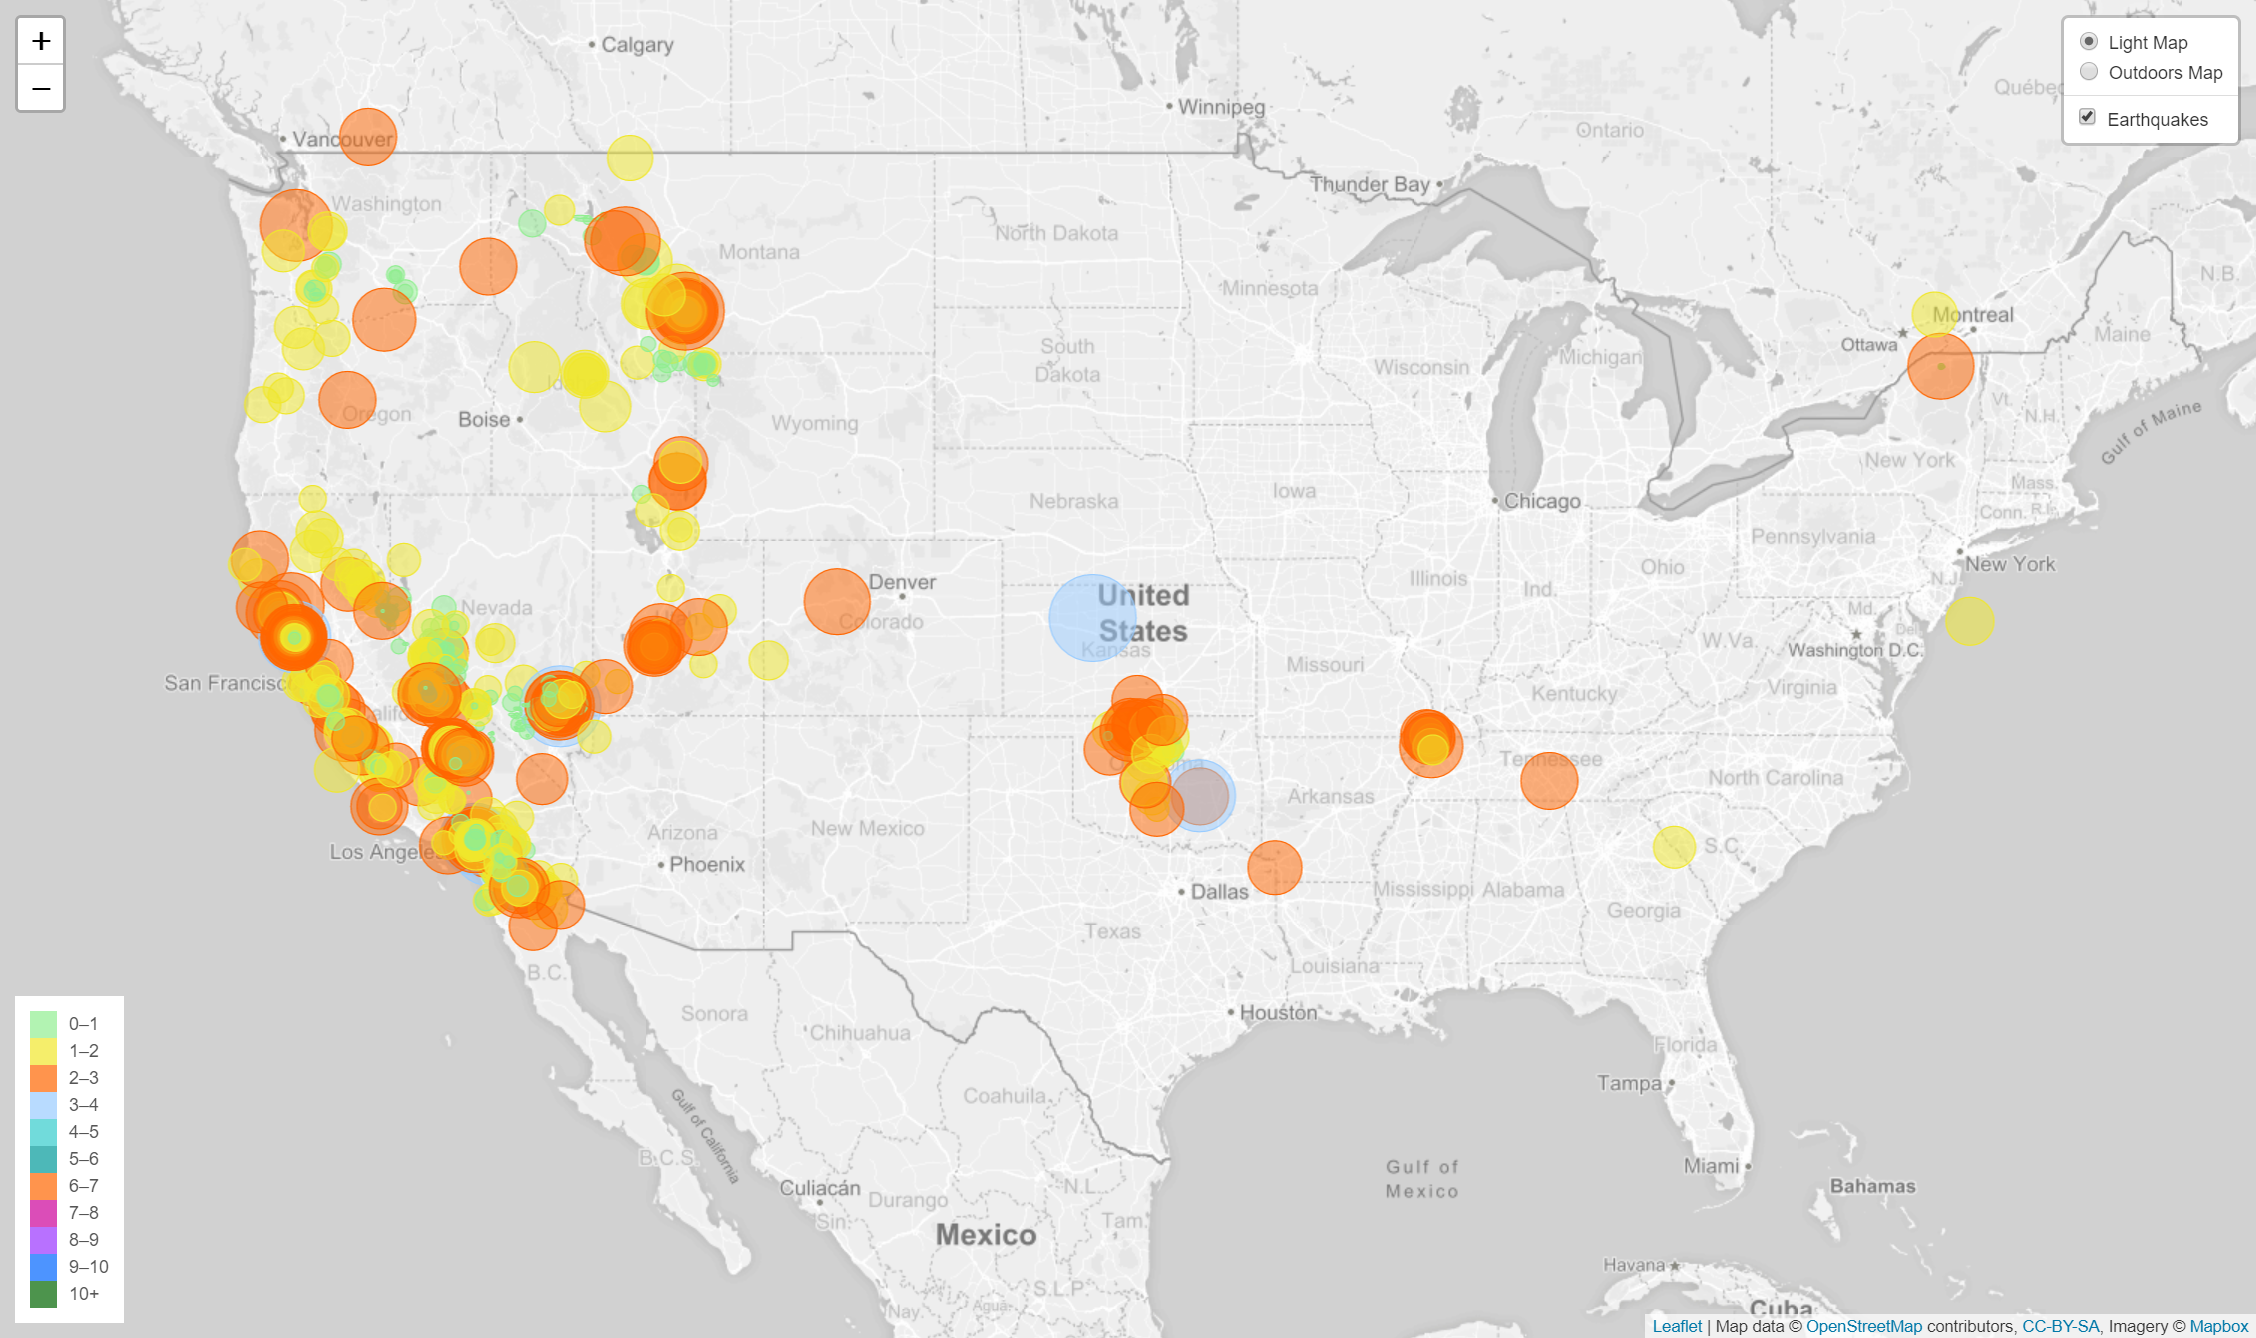 +
−
Light Map
Outdoors Map
Earthquakes
Calgary
Winnipeg
Vancouver
Ontario
Thunder Bay
Washington
Montana
North Dakota
Minnesota
N.B.
Montreal
Maine
Ottawa
South
Dakota
Wisconsin
Michigan
Vt.
N.H.
Gulf of Maine
Oregon
Boise
Wyoming
New York
Mass.
Nebraska
Iowa
Chicago
Conn.
R.I.
Pennsylvania
New York
Nevada
Denver
Colorado
United
States
Kansas
Illinois
Ind.
Ohio
N.J.
Md.
Del.
W.Va.
Washington D.C.
San Francisc
Missouri
Kentucky
Virginia
Tennessee
North Carolina
Arkansas
Arizona
New Mexico
Los Angele
Phoenix
S.C.
Dallas
Mississippi
Alabama
Georgia
Texas
B.C.
Louisiana
Sonora
Chihuahua
Houston
Florida
Coahuila
Tampa
Gulf of California
B.C.S.
Culiacán
Sin.
Durango
N.L.
Tam.
Gulf of
Mexico
Miami
Bahamas
Mexico
Havana
S.L.P.
Nay.
Agua.
Cuba
0–1
1–2
2–3
3–4
4–5
5–6
6–7
7–8
8–9
9–10
10+
Leaflet | Map data © OpenStreetMap contributors, CC-BY-SA, Imagery © Mapbox